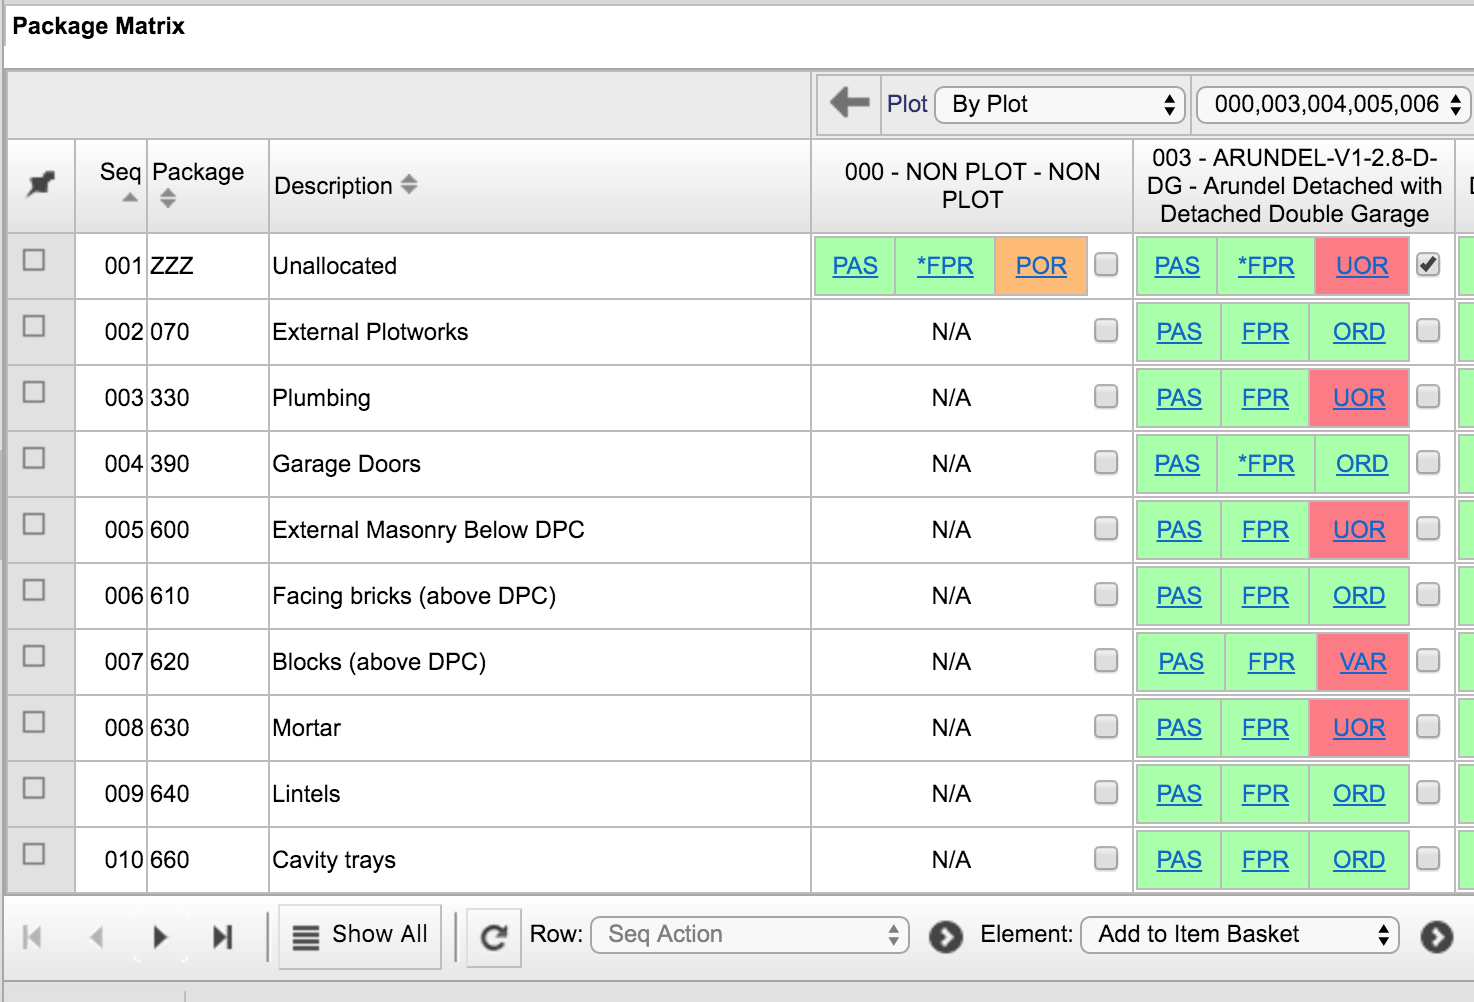 Package Matrix
Plot By Plot 000,003,004,005,006
Seq Package Description 000 - NON PLOT - NON PLOT 003 - ARUNDEL-V1-2.8-D-DG - Arundel Detached with Detached Double Garage
001 ZZZ Unallocated PAS *FPR POR PAS *FPR UOR
002 070 External Plotworks N/A PAS FPR ORD
003 330 Plumbing N/A PAS FPR UOR
004 390 Garage Doors N/A PAS *FPR ORD
005 600 External Masonry Below DPC N/A PAS FPR UOR
006 610 Facing bricks (above DPC) N/A PAS FPR ORD
007 620 Blocks (above DPC) N/A PAS FPR VAR
008 630 Mortar N/A PAS FPR UOR
009 640 Lintels N/A PAS FPR ORD
010 660 Cavity trays N/A PAS FPR ORD
Show All Row: Seq Action Element: Add to Item Basket